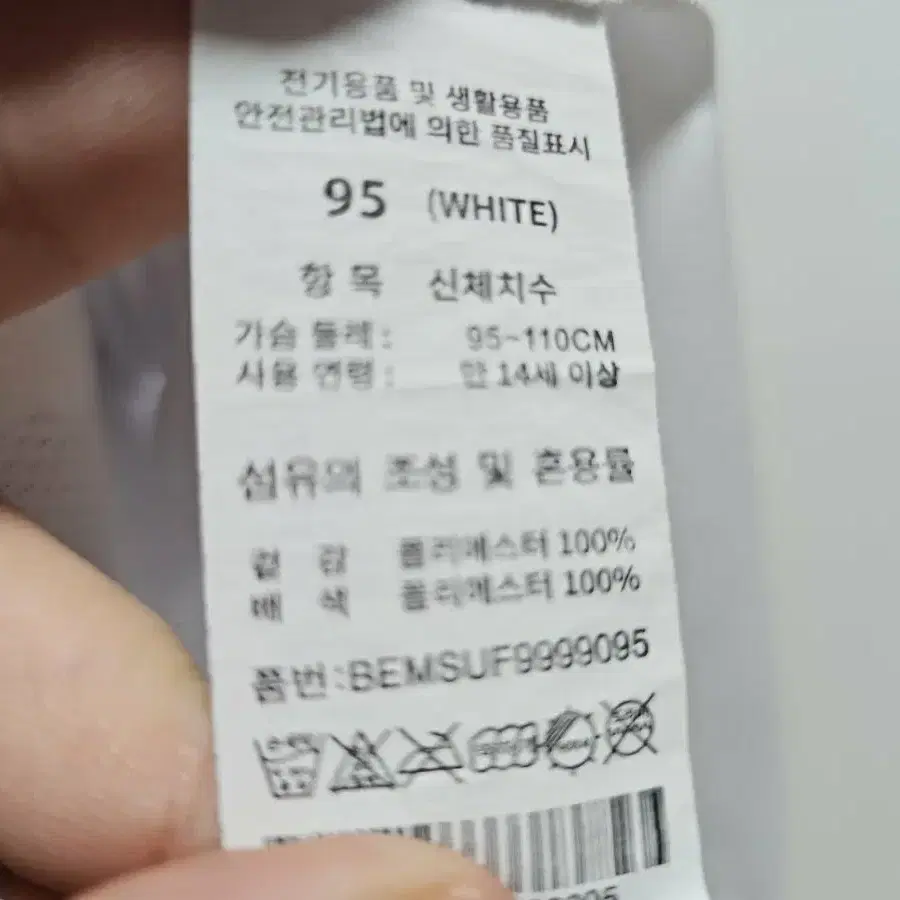 전기용품 및 생활용품
안전관리법에 의한 품질표시
95 (WHITE)
항 목 신체치수
가슴 둘레 : 95~110CM
사용 연령 : 만 14세 이상
섬유의 조성 및 혼용률
겉 감 폴리에스터 100%
배 색 폴리에스터 100%
품번:BEMSUF9999095